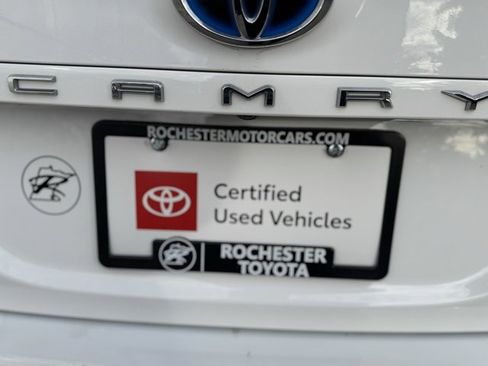 CAMRY
ROCHESTERMOTORCARS.COM
Certified
Used Vehicles
ROCHESTER
TOYOTA